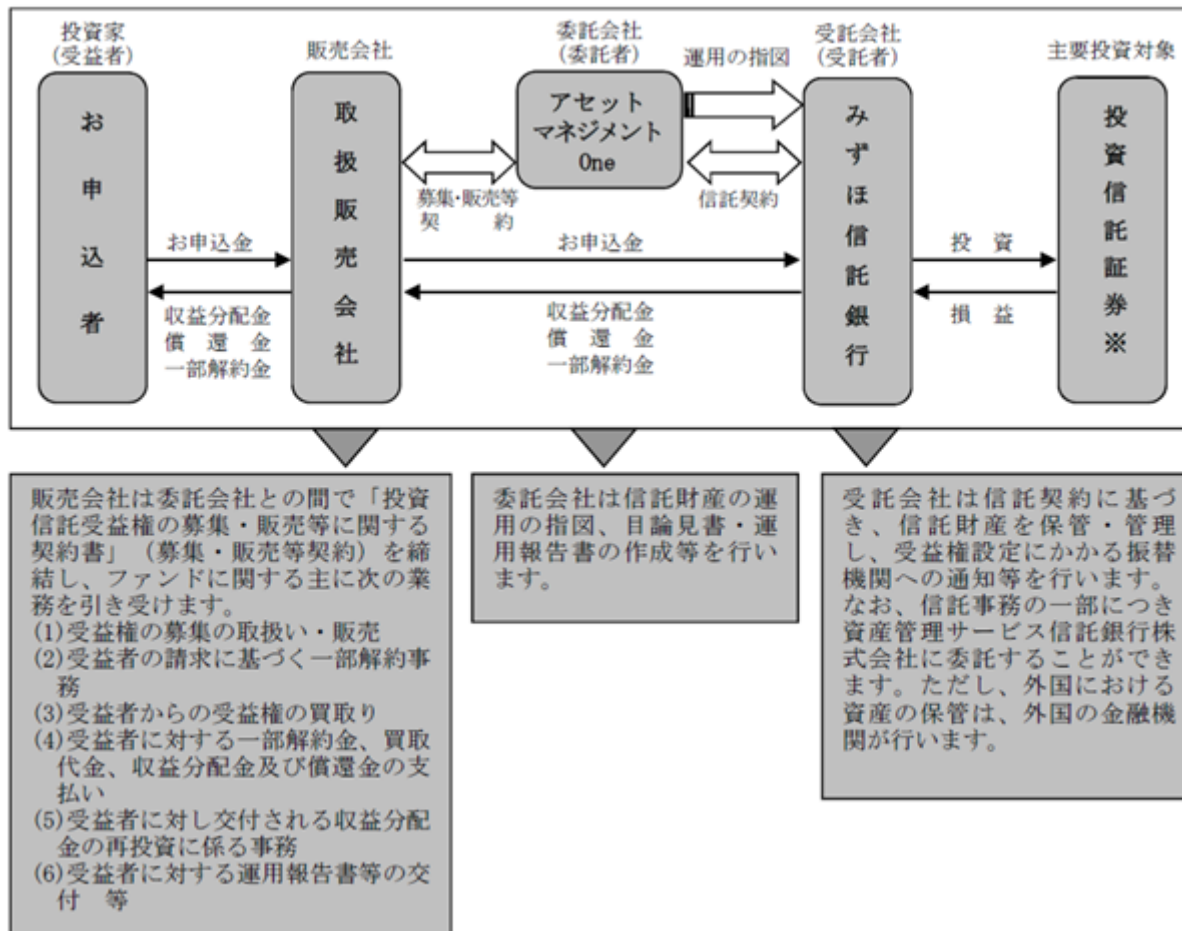 投資家
(受益者)
販売会社
委託会社
(委託者)
運用の指図
受託会社
(受託者)
主要投資対象
お申込者
取扱販売会社
アセット
マネジメント
One
みずほ信託銀行
投資信託証券※
募集・販売等
契　　約
信託契約
お申込金
収益分配金
償　還　金
一部解約金
お申込金
収益分配金
償　還　金
一部解約金
投　資
損　益
販売会社は委託会社との間で「投資
信託受益権の募集・販売等に関する
契約書」（募集・販売等契約）を締
結し、ファンドに関する主に次の業
務を引き受けます。
(1)受益権の募集の取扱い・販売
(2)受益者の請求に基づく一部解約事
務
(3)受益者からの受益権の買取り
(4)受益者に対する一部解約金、買取
代金、収益分配金及び償還金の支
払い
(5)受益者に対し交付される収益分配
金の再投資に係る事務
(6)受益者に対する運用報告書等の交
付　等
委託会社は信託財産の運
用の指図、目論見書・運
用報告書の作成等を行い
ます。
受託会社は信託契約に基づ
き、信託財産を保管・管理
し、受益権設定にかかる振替
機関への通知等を行います。
なお、信託事務の一部につき
資産管理サービス信託銀行株
式会社に委託することができ
ます。ただし、外国における
資産の保管は、外国の金融機
関が行います。